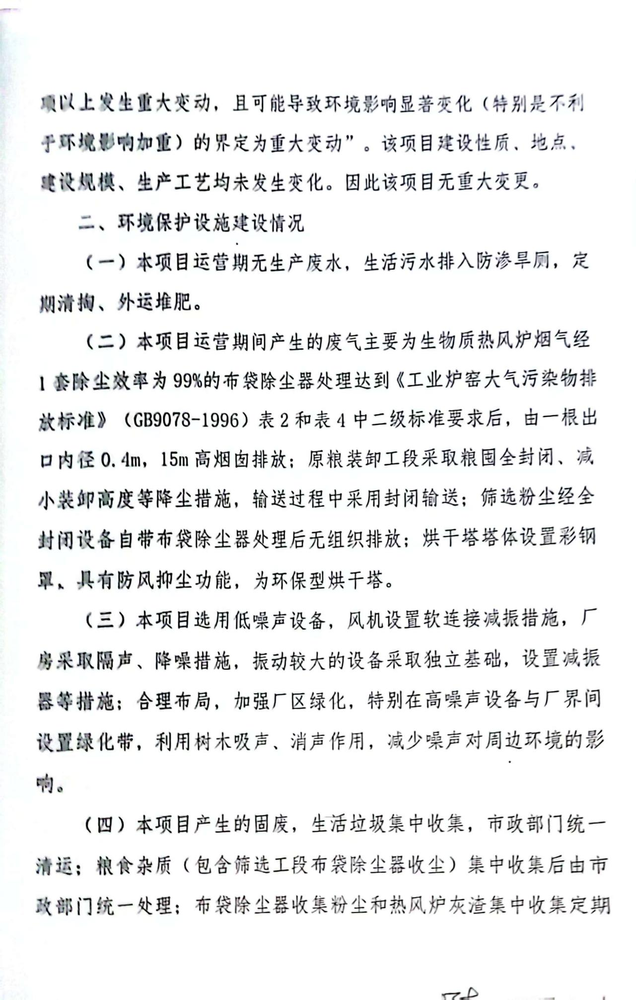 项以上发生重大变动，且可能导致环境影响显著变化（特别是不利
于环境影响加重）的界定为重大变动”。该项目建设性质、地点、
建设规模、生产工艺均未发生变化。因此该项目无重大变更。
二、环境保护设施建设情况
（一）本项目运营期无生产废水，生活污水排入防渗旱厕，定
期清掏、外运堆肥。
（二）本项目运营期间产生的废气主要为生物质热风炉烟气经
1套除尘效率为99%的布袋除尘器处理达到《工业炉窑大气污染物排
放标准》（GB9078-1996）表2和表4中二级标准要求后，由一根出
口内径0.4m，15m高烟囱排放；原粮装卸工段采取粮囤全封闭、减
小装卸高度等降尘措施，输送过程中采用封闭输送；筛选粉尘经全
封闭设备自带布袋除尘器处理后无组织排放；烘干塔塔体设置彩钢
罩、具有防风抑尘功能，为环保型烘干塔。
（三）本项目选用低噪声设备，风机设置软连接减振措施，厂
房采取隔声、降噪措施，振动较大的设备采取独立基础，设置减振
器等措施；合理布局，加强厂区绿化，特别在高噪声设备与厂界间
设置绿化带，利用树木吸声、消声作用，减少噪声对周边环境的影
响。
（四）本项目产生的固废，生活垃圾集中收集，市政部门统一
清运；粮食杂质（包含筛选工段布袋除尘器收尘）集中收集后由市
政部门统一处理；布袋除尘器收集粉尘和热风炉灰渣集中收集定期